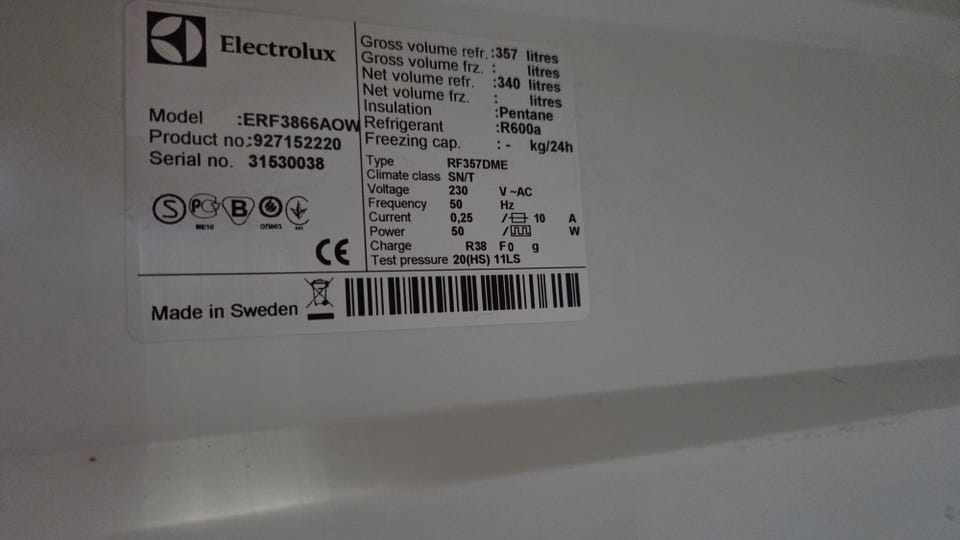 Electrolux
Model :ERF3866AOW
Product no.:927152220
Serial no. 31530038
S PC B
ME10
CE
Gross volume refr. :357 litres
Gross volume frz. : litres
Net volume refr. :340 litres
Net volume frz. : litres
Insulation :Pentane
Refrigerant :R600a
Freezing cap. :- kg/24h
Type RF357DME
Climate class SN/T
Voltage 230 V ~AC
Frequency 50 Hz
Current 0,25 / 10 A
Power 50 / W
Charge R38 F0 g
Test pressure 20(HS) 11LS
Made in Sweden